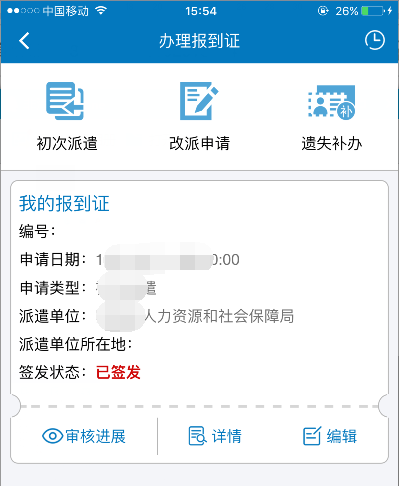 中国移动 15:54 26%
办理报到证
初次派遣 改派申请 遗失补办
补
我的报到证
编号:
申请日期: 0:00
申请类型: 遣
派遣单位: 人力资源和社会保障局
派遣单位所在地:
签发状态: 已签发
审核进展 详情 编辑